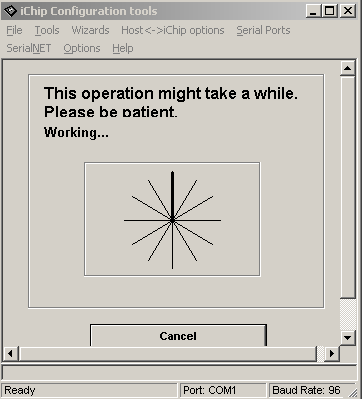 iChip Configuration tools
File Tools Wizards Host<->iChip options Serial Ports
SerialNET Options Help
This operation might take a while.
Please be patient.
Working...
Cancel
Ready Port: COM1 Baud Rate: 96